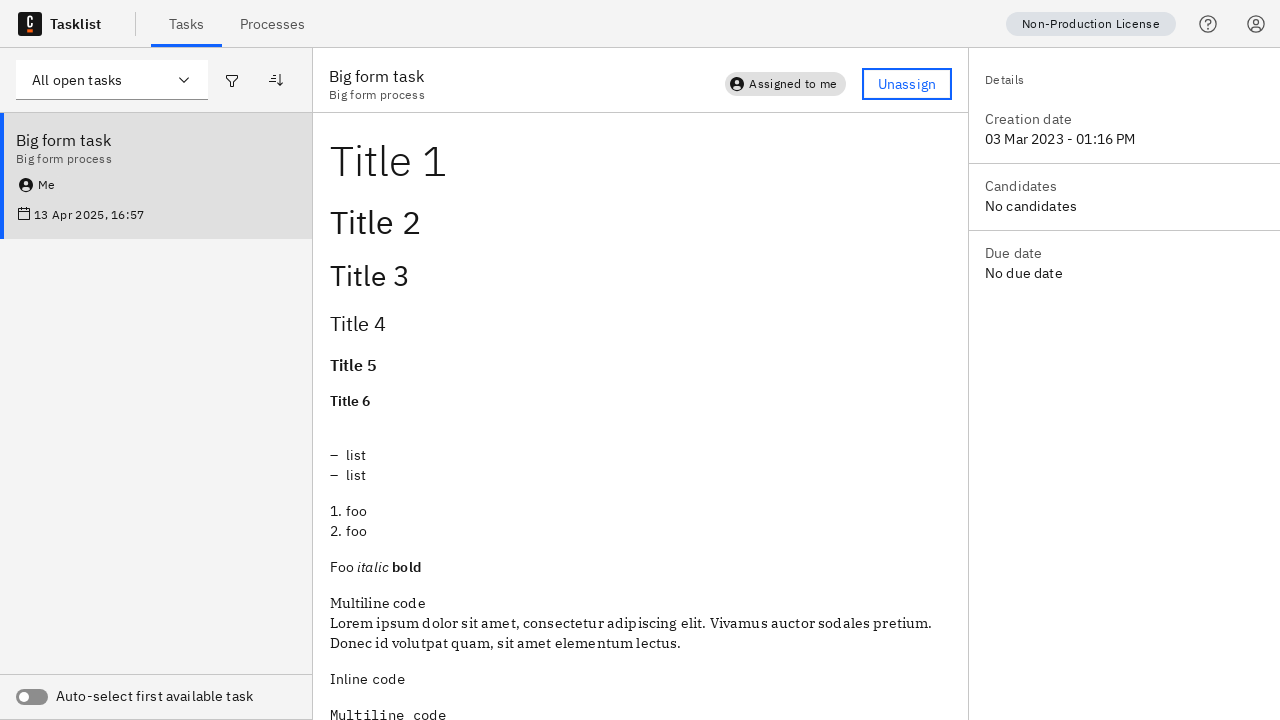 Tasklist
Tasks
Processes
Non-Production License
All open tasks
Big form task
Big form process
Me
13 Apr 2025, 16:57
Auto-select first available task
Big form task
Big form process
Assigned to me
Unassign
Title 1
Title 2
Title 3
Title 4
Title 5
Title 6
– list
– list
1. foo
2. foo
Foo italic bold
Multiline code
Lorem ipsum dolor sit amet, consectetur adipiscing elit. Vivamus auctor sodales pretium.
Donec id volutpat quam, sit amet elementum lectus.
Inline code
Multiline code
Details
Creation date
03 Mar 2023 - 01:16 PM
Candidates
No candidates
Due date
No due date